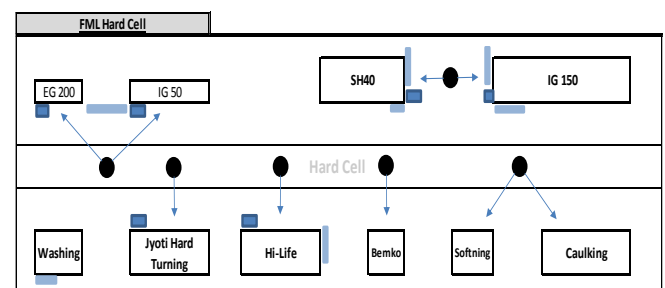 FML Hard Cell
SH40
IG 150
EG 200
IG 50
Hard Cell
Washing
Jyoti Hard
Turning
Hi-Life
Bemko
Softning
Caulking